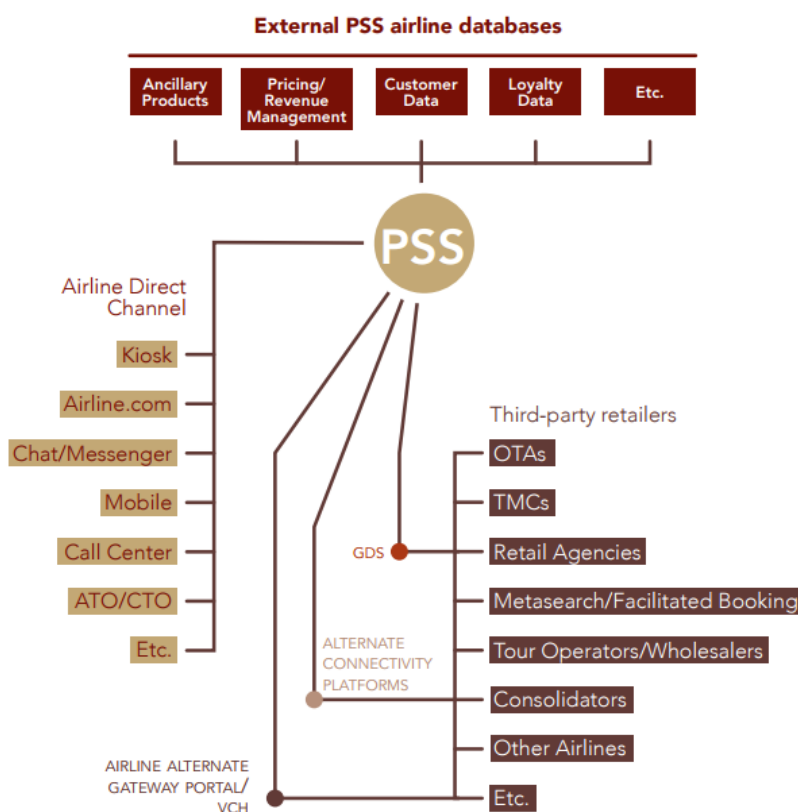 External PSS airline databases
Ancillary
Products
Pricing/
Revenue
Management
Customer
Data
Loyalty
Data
Etc.
PSS
Airline Direct
Channel
Kiosk
Airline.com
Chat/Messenger
Mobile
Call Center
ATO/CTO
Etc.
GDS
ALTERNATE
CONNECTIVITY
PLATFORMS
AIRLINE ALTERNATE
GATEWAY PORTAL/
VCH
Third-party retailers
OTAs
TMCs
Retail Agencies
Metasearch/Facilitated Booking
Tour Operators/Wholesalers
Consolidators
Other Airlines
Etc.